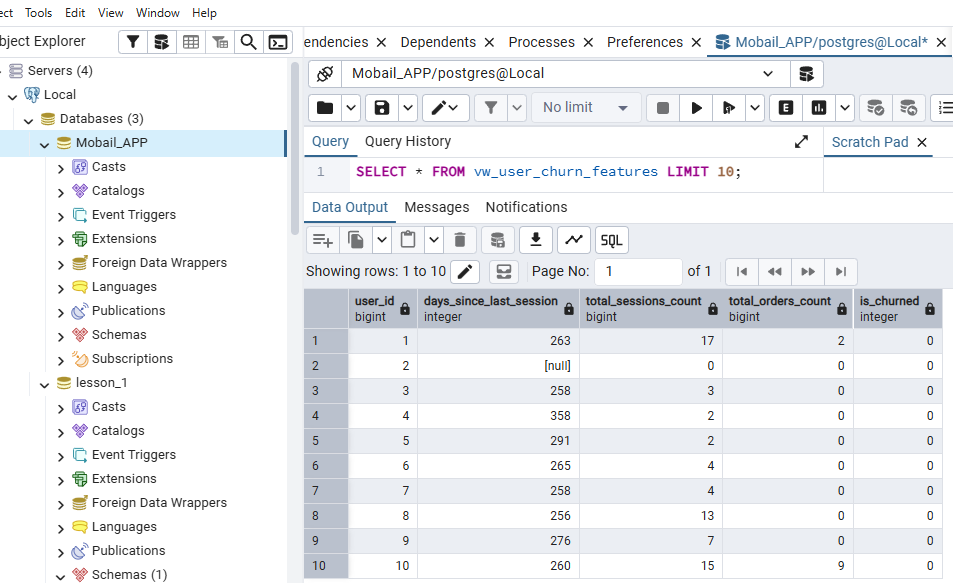 ect Tools Edit View Window Help
bject Explorer
endencies Dependents Processes Preferences Mobail_APP/postgres@Local*
Servers (4)
Local
Databases (3)
Mobail_APP
Casts
Catalogs
Event Triggers
Extensions
Foreign Data Wrappers
Languages
Publications
Schemas
Subscriptions
lesson_1
Casts
Catalogs
Event Triggers
Extensions
Foreign Data Wrappers
Languages
Publications
Schemas (1)
Mobail_APP/postgres@Local
No limit
E
Query Query History Scratch Pad
1 SELECT * FROM vw_user_churn_features LIMIT 10;
Data Output Messages Notifications
SQL
Showing rows: 1 to 10 Page No: 1 of 1
user_id days_since_last_session total_sessions_count total_orders_count is_churned
bigint integer bigint bigint integer
1 1 263 17 2 0
2 2 [null] 0 0 0
3 3 258 3 0 0
4 4 358 2 0 0
5 5 291 2 0 0
6 6 265 4 0 0
7 7 258 4 0 0
8 8 256 13 0 0
9 9 276 7 0 0
10 10 260 15 9 0